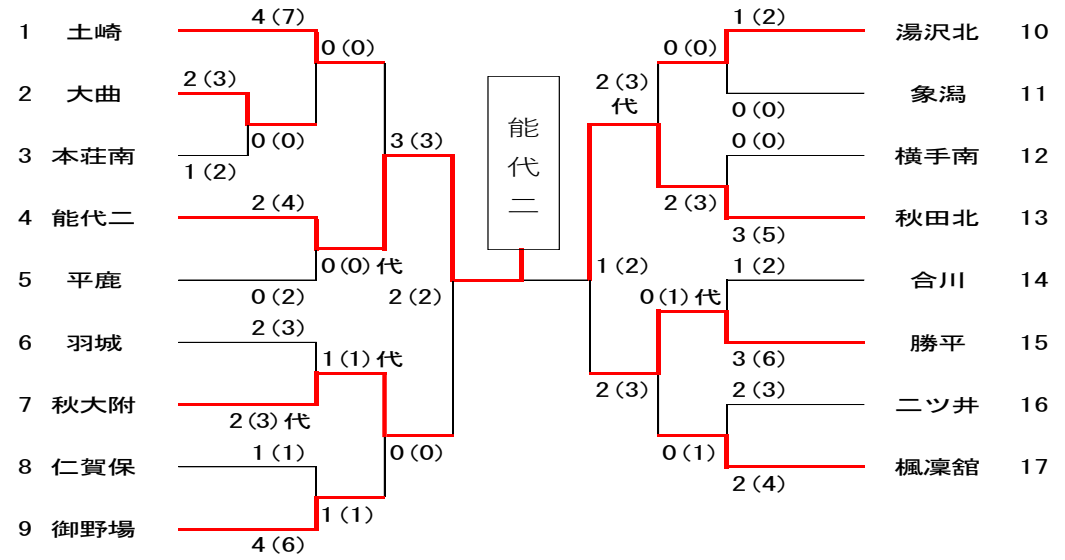 4(7)
1 土崎
0(0)
2(3)
2 大曲
0(0)
3 本荘南
1(2)
3(3)
2(4)
4 能代二
0(0)代
5 平鹿
0(2)
2(2)
2(3)
6 羽城
1(1)代
7 秋大附
2(3)代
1(1)
8 仁賀保
0(0)
1(1)
9 御野場
4(6)
能代二
1(2)
湯沢北 10
0(0)
2(3)
代
象潟 11
0(0)
0(0)
横手南 12
2(3)
秋田北 13
3(5)
1(2)
1(2)
合川 14
0(1)代
勝平 15
3(6)
2(3)
2(3)
二ツ井 16
0(1)
楓凜舘 17
2(4)